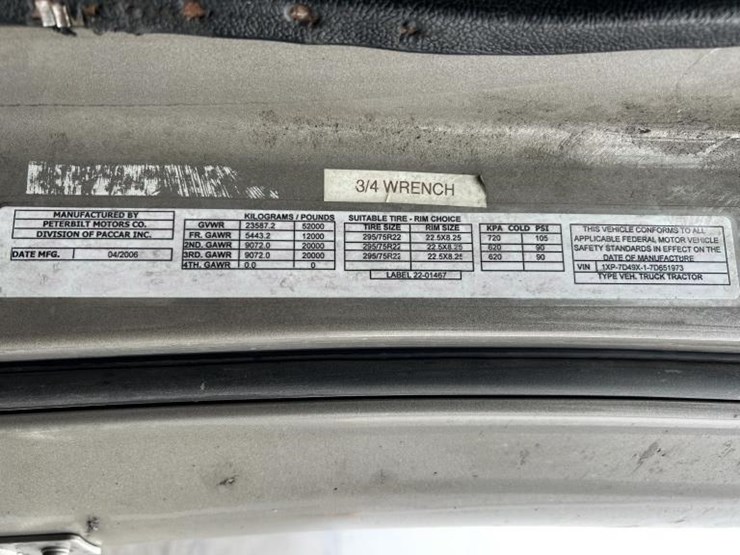 3/4 WRENCH
MANUFACTURED BY
PETERBILT MOTORS CO.
DIVISION OF PACCAR INC.
DATE MFG. 04/2006
KILOGRAMS / POUNDS
GVWR 23587.2 52000
FR. GAWR 5443.2 12000
2ND. GAWR 9072.0 20000
3RD. GAWR 9072.0 20000
4TH. GAWR 0.0 0
SUITABLE TIRE - RIM CHOICE
TIRE SIZE RIM SIZE
295/75R22 22.5X8.25
295/75R22 22.5X8.25
295/75R22 22.5X8.25
LABEL 22-01467
KPA COLD PSI
720 105
620 90
620 90
THIS VEHICLE CONFORMS TO ALL
APPLICABLE FEDERAL MOTOR VEHICLE
SAFETY STANDARDS IN EFFECT ON THE
DATE OF MANUFACTURE
VIN 1XP-7D49X-1-7D651973
TYPE VEH. TRUCK TRACTOR